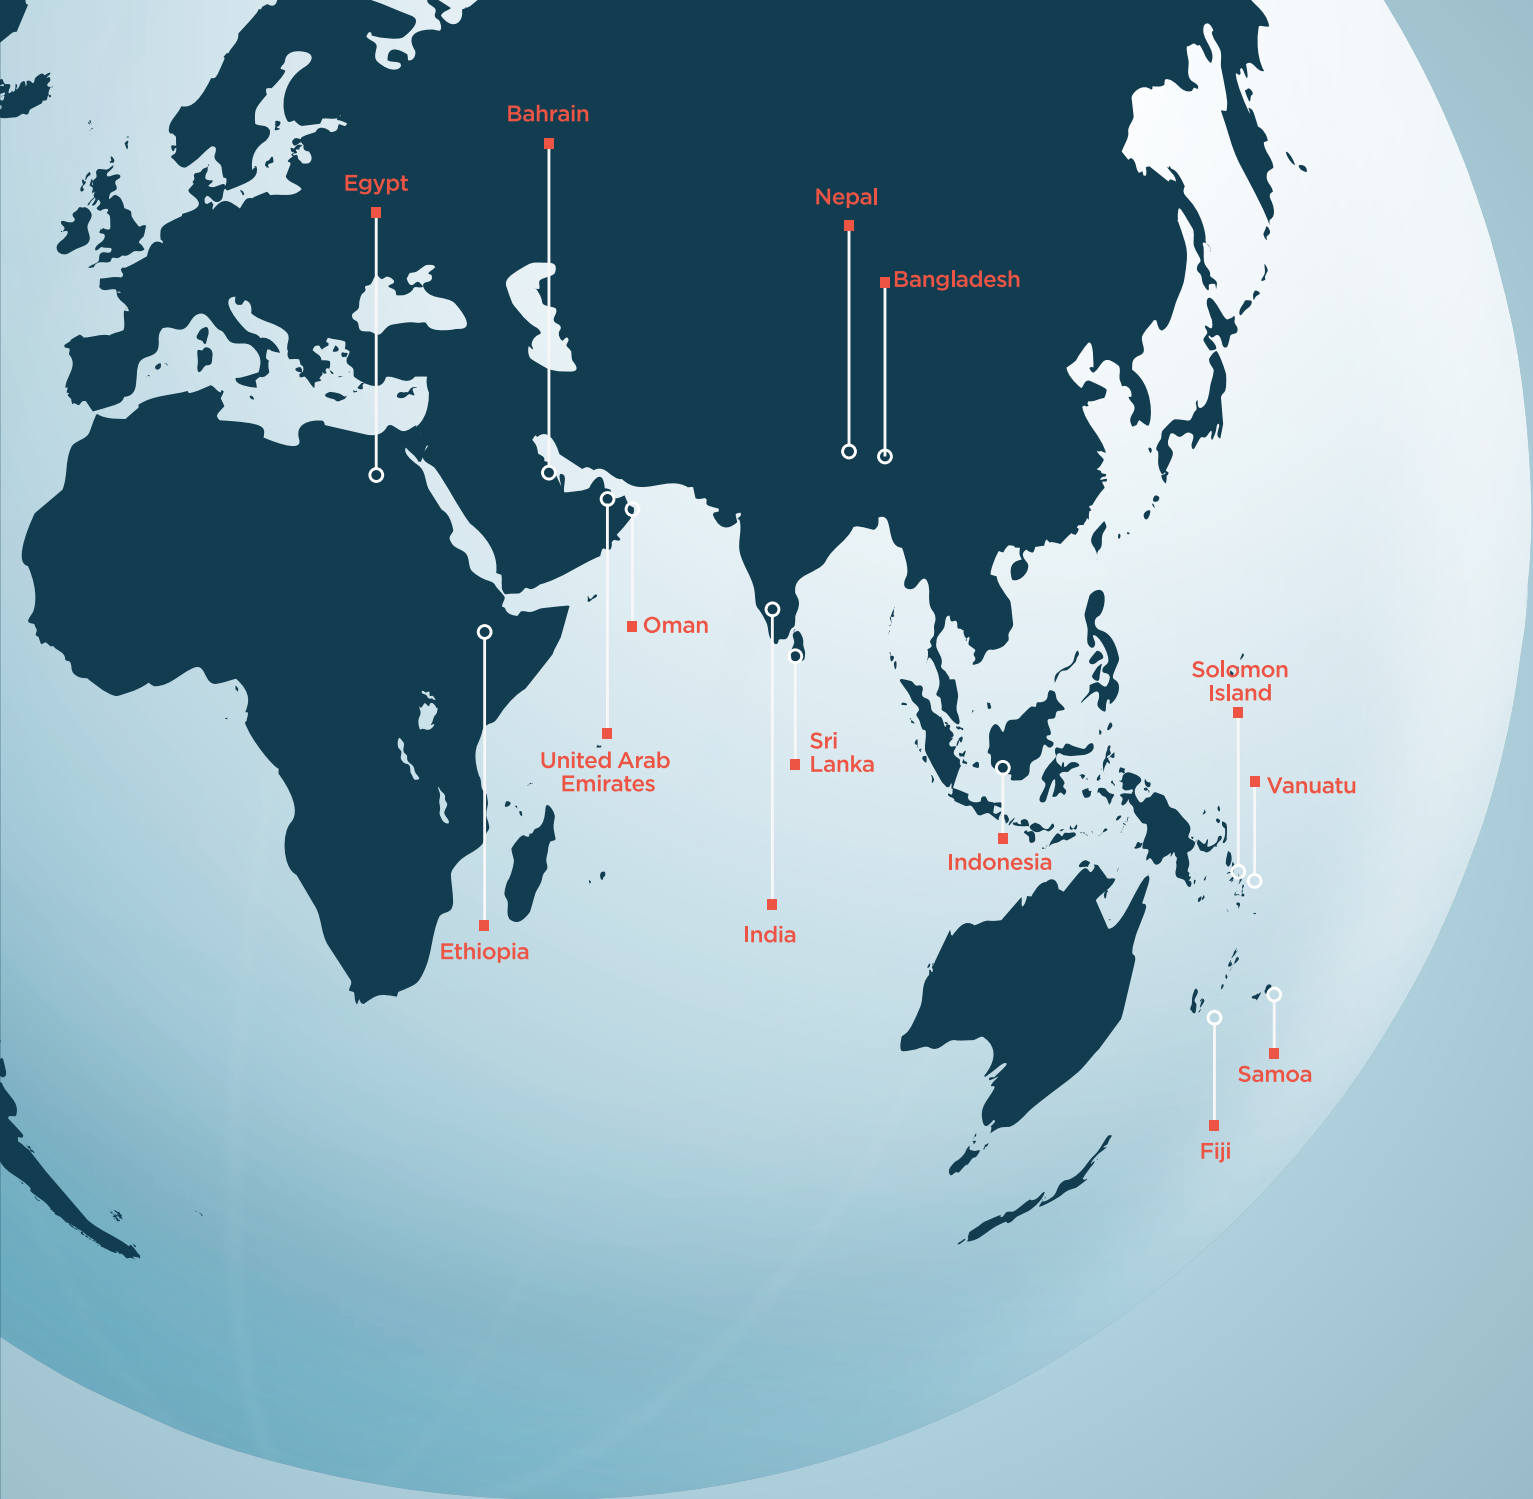 Bahrain
Egypt
Nepal
Bangladesh
Oman
Solomon
Island
United Arab
Emirates
Sri
Lanka
Vanuatu
Indonesia
India
Ethiopia
Samoa
Fiji